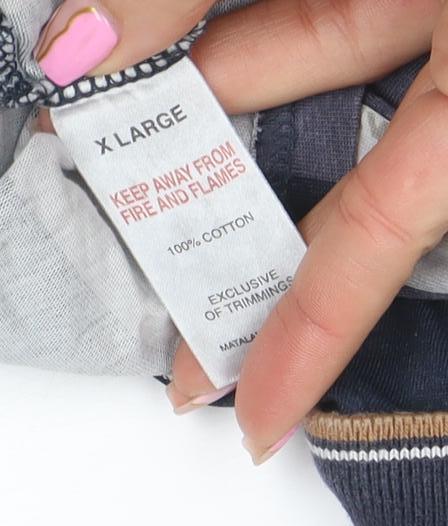 X LARGE
KEEP AWAY FROM
FIRE AND FLAMES
100% COTTON
EXCLUSIVE
OF TRIMMINGS